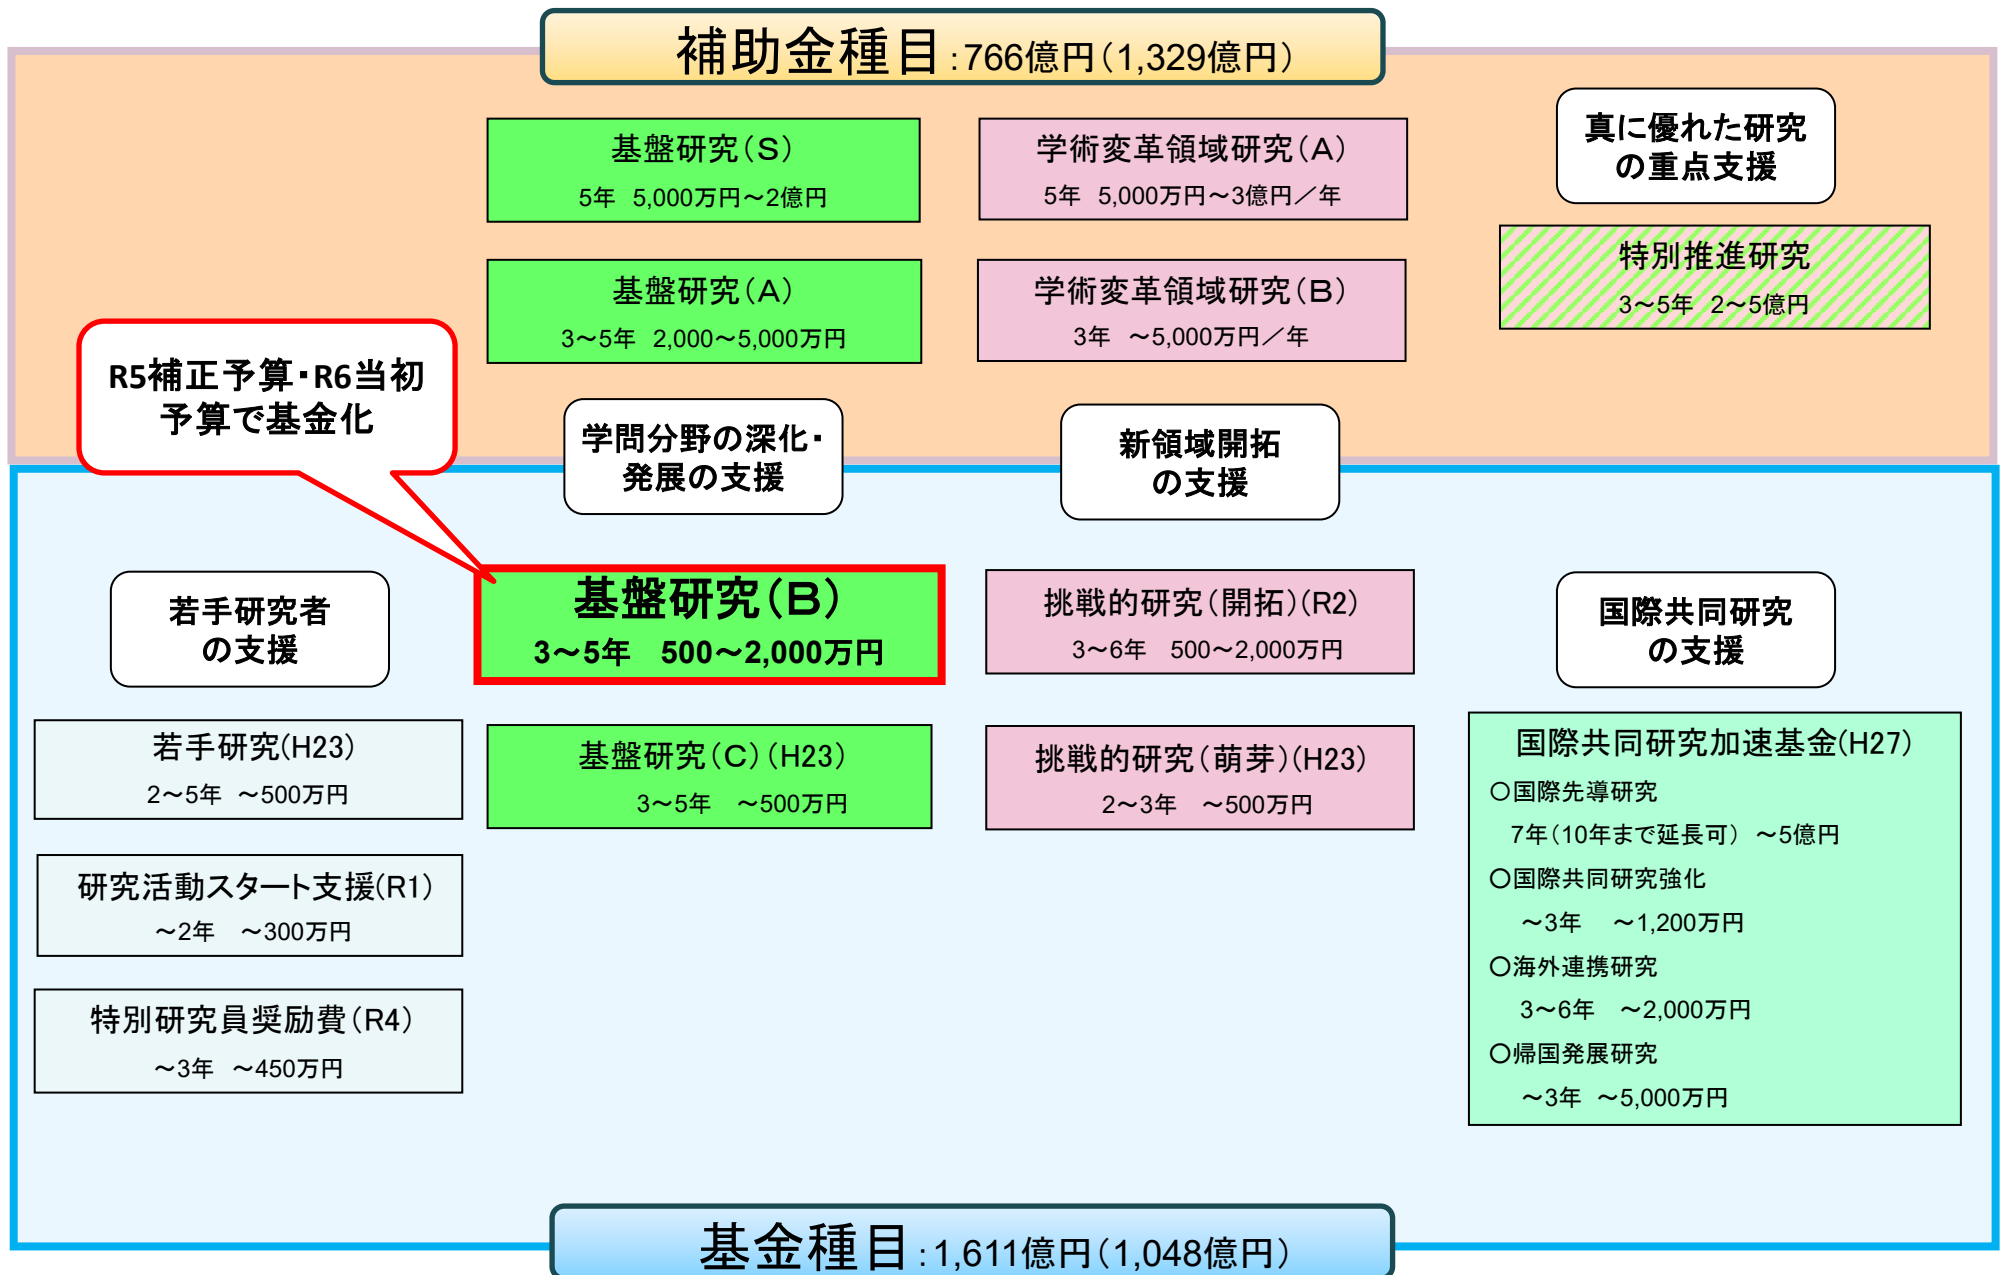 補助金種目：766億円（1,329億円）
基盤研究（S）
5年　5,000万円～2億円
学術変革領域研究（A）
5年　5,000万円～3億円／年
真に優れた研究
の重点支援
特別推進研究
3～5年　2～5億円
基盤研究（A）
3～5年　2,000～5,000万円
学術変革領域研究（B）
3年　～5,000万円／年
R5補正予算・R6当初
予算で基金化
学問分野の深化・
発展の支援
新領域開拓
の支援
若手研究者
の支援
基盤研究（B）
3～5年　500～2,000万円
挑戦的研究（開拓）（R2）
3～6年　500～2,000万円
国際共同研究
の支援
若手研究(H23)
2～5年　～500万円
基盤研究（C）（H23）
3～5年　～500万円
挑戦的研究（萌芽）（H23）
2～3年　～500万円
国際共同研究加速基金(H27)
○国際先導研究
7年（10年まで延長可）　～5億円
○国際共同研究強化
～3年　～1,200万円
○海外連携研究
3～6年　～2,000万円
○帰国発展研究
～3年　～5,000万円
研究活動スタート支援(R1)
～2年　～300万円
特別研究員奨励費（R4）
～3年　～450万円
基金種目：1,611億円（1,048億円）